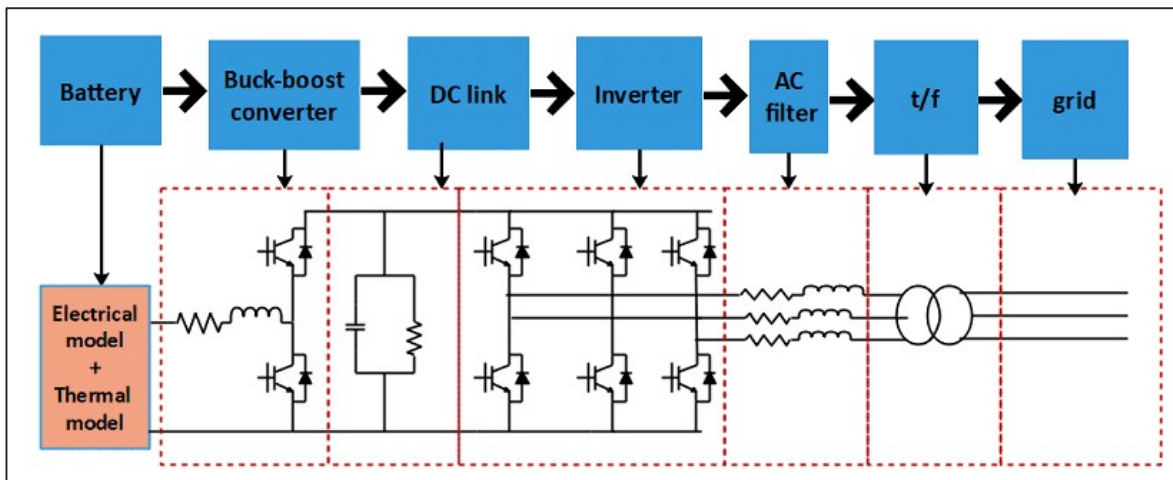 Battery
Buck-boost
converter
DC link
Inverter
AC
filter
t/f
grid
Electrical
model
+
Thermal
model